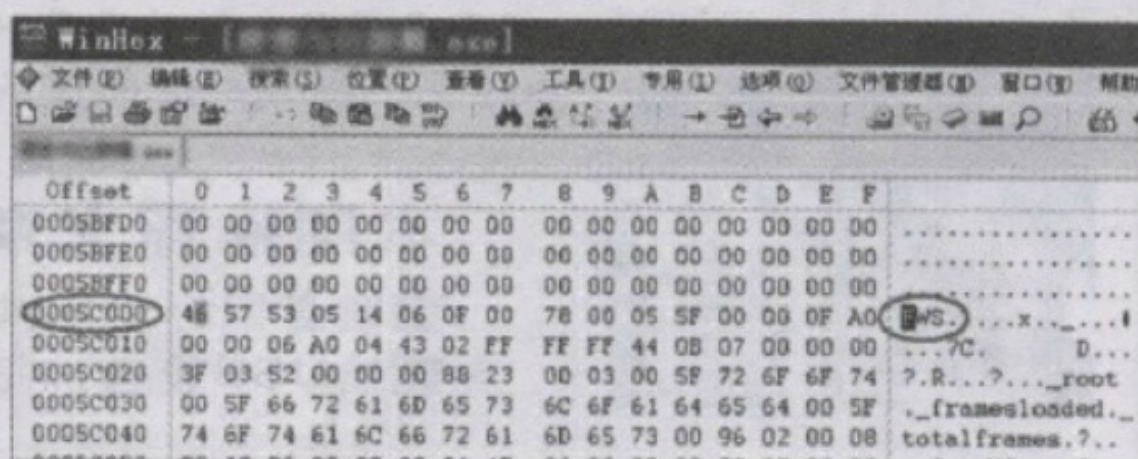 WinHex - [ .exe]
文件(F) 编辑(E) 搜索(S) 位置(P) 查看(V) 工具(T) 专用(I) 选项(O) 文件管理器(M) 窗口(W) 帮助
.exe
Offset 0 1 2 3 4 5 6 7 8 9 A B C D E F
0005BFD0 00 00 00 00 00 00 00 00 00 00 00 00 00 00 00 00 ................
0005BFE0 00 00 00 00 00 00 00 00 00 00 00 00 00 00 00 00 ................
0005BFF0 00 00 00 00 00 00 00 00 00 00 00 00 00 00 00 00 ................
0005C000 46 57 53 05 14 06 0F 00 78 00 05 5F 00 00 0F A0 FWS.....x.._...
0005C010 00 00 06 A0 04 43 02 FF FF FF 44 0B 07 00 00 00 ...?C. D...
0005C020 3F 03 52 00 00 00 88 23 00 03 00 5F 72 6F 6F 74 ?.R...?..._root
0005C030 00 5F 66 72 61 6D 65 73 6C 6F 61 64 65 64 00 5F ._framesloaded._
0005C040 74 6F 74 61 6C 66 72 61 6D 65 73 00 96 02 00 08 totalframes.?..